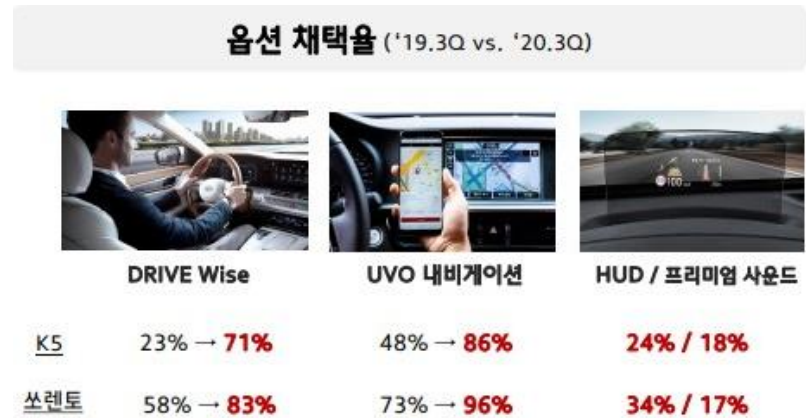 옵션 채택율 (‘19.3Q vs. ‘20.3Q)
DRIVE Wise UVO 내비게이션 HUD / 프리미엄 사운드
K5 23% → 71% 48% → 86% 24% / 18%
쏘렌토 58% → 83% 73% → 96% 34% / 17%